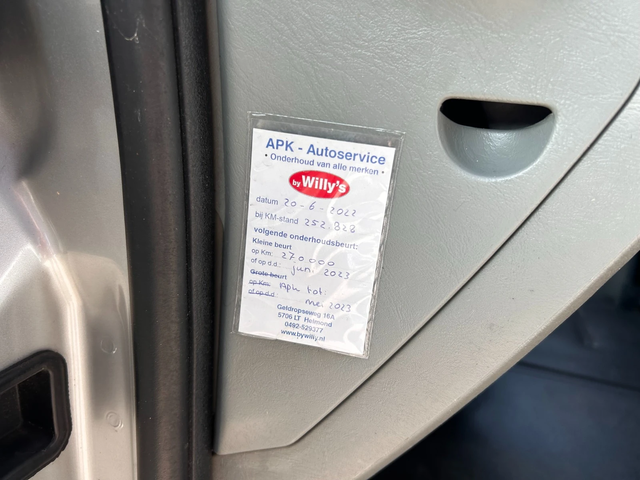 APK - Autoservice
• Onderhoud van alle merken •
by Willy's
datum 20-6-2022
bij KM-stand 252.828
volgende onderhoudsbeurt:
Kleine beurt
op Km: 270.000
of op d.d.: juni 2023
Grote beurt
op Km: Apk tot:
of op d.d.: mei 2023
Geldropseweg 16A
5706 LT Helmond
0492-529377
www.bywilly.nl